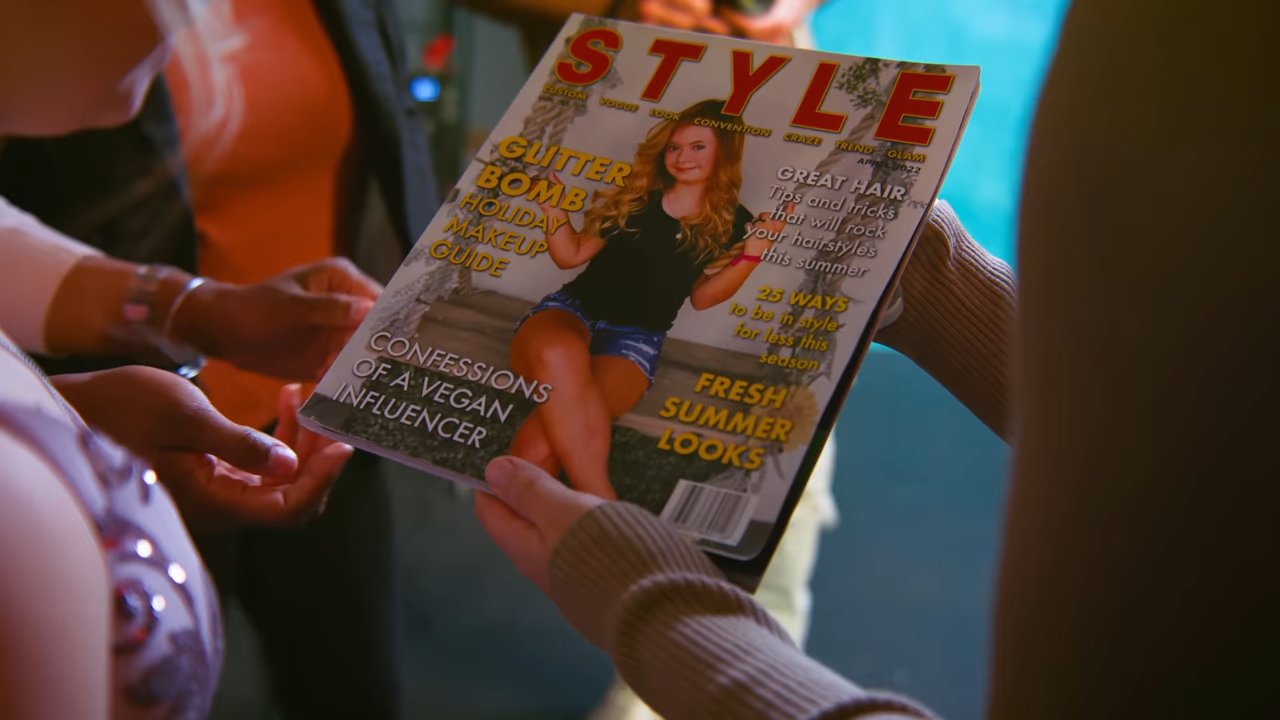 STYLE
CUSTOM VOGUE LOOK CONVENTION CRAZE TREND GLAM
APRIL 2022
GLITTER
BOMB
HOLIDAY
MAKEUP
GUIDE
GREAT HAIR
Tips and tricks
that will rock
your hairstyles
this summer
25 WAYS
to be in style
for less this
season
CONFESSIONS
OF A VEGAN
INFLUENCER
FRESH
SUMMER
LOOKS